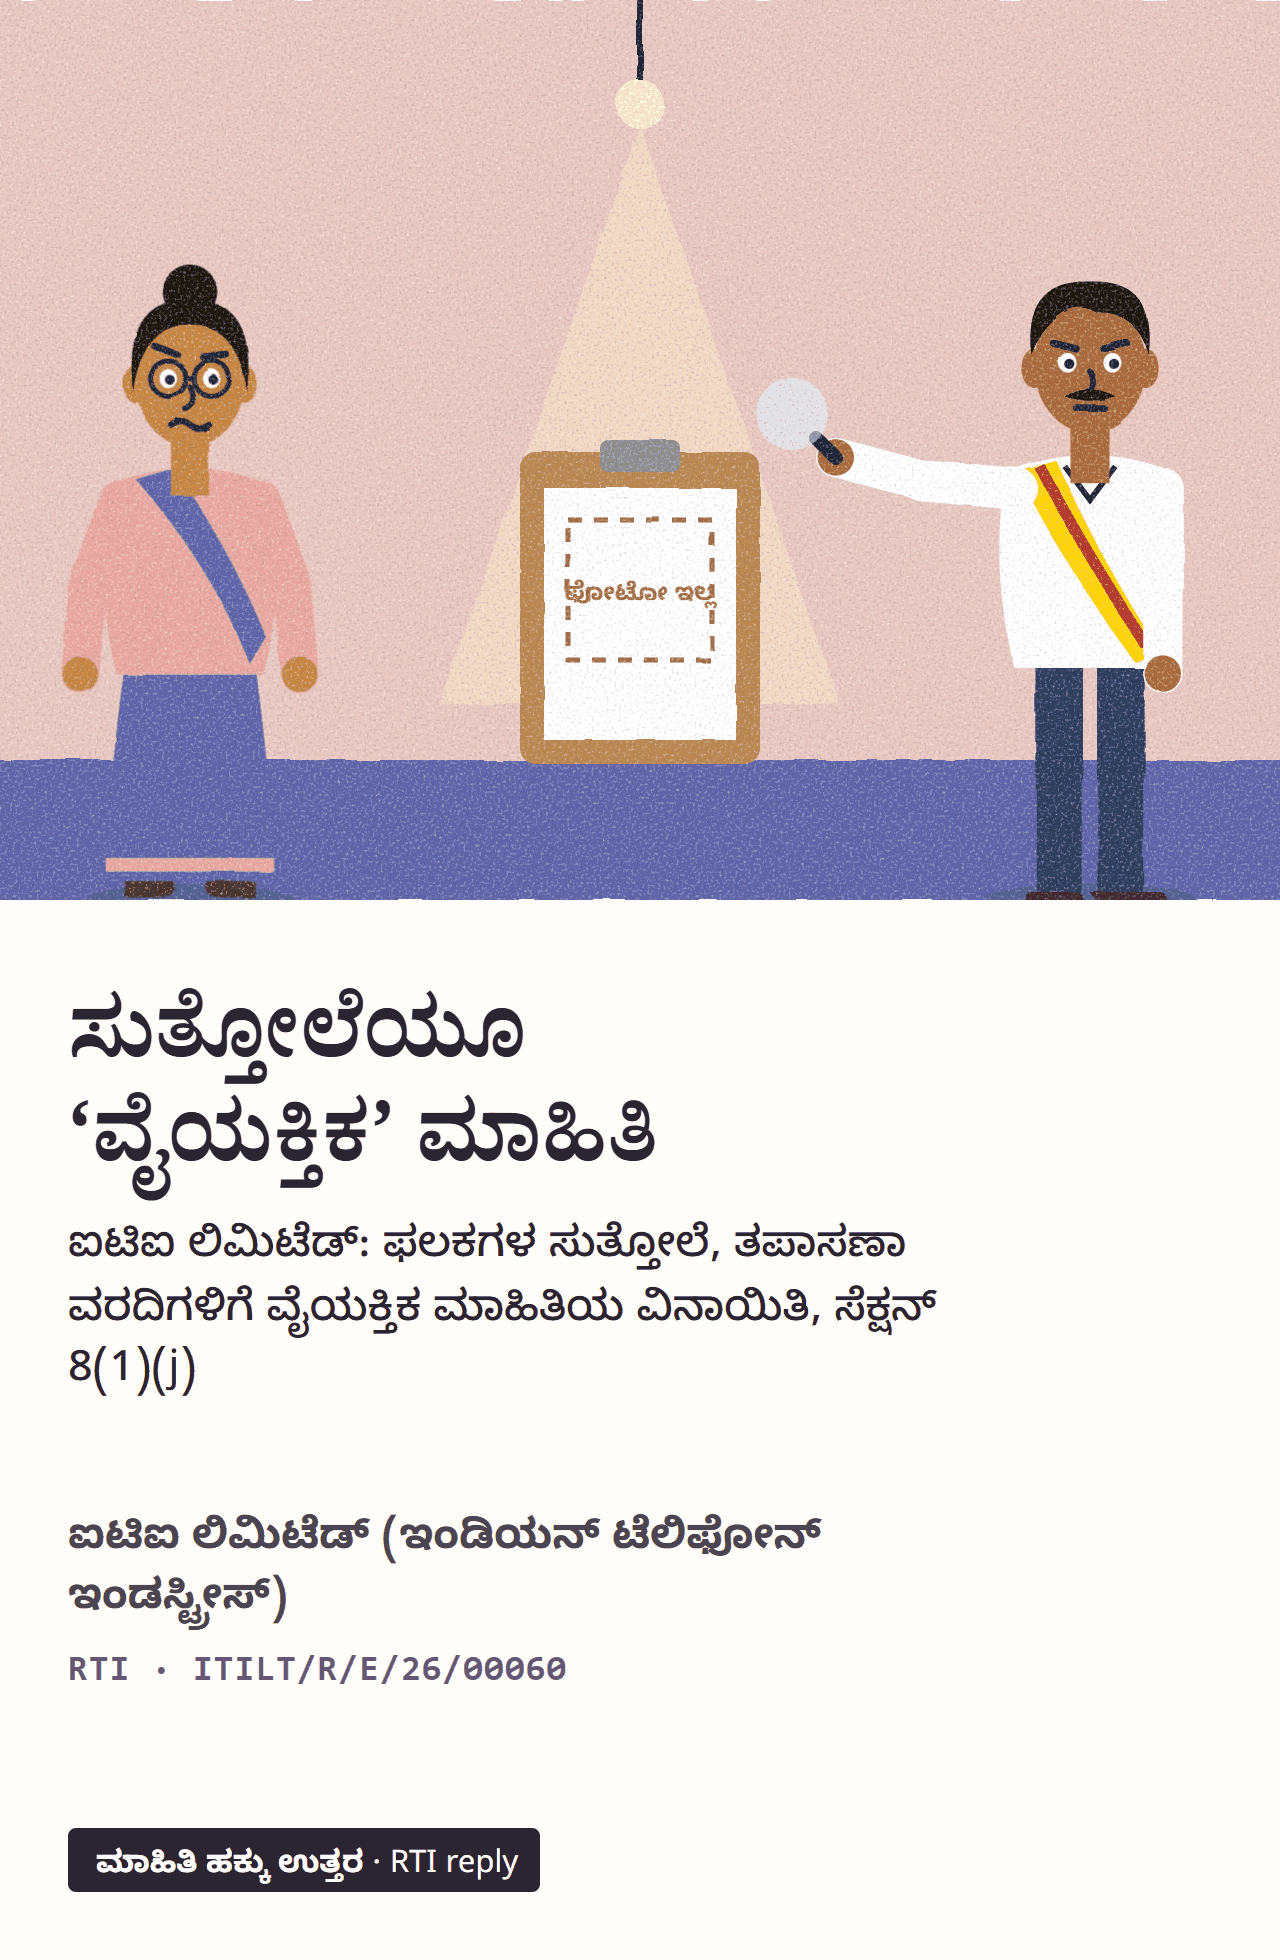 ಫೋಟೋ ಇಲ್ಲ
ಸುತ್ತೋಲೆಯೂ
‘ವೈಯಕ್ತಿಕ’ ಮಾಹಿತಿ
ಐಟಿಐ ಲಿಮಿಟೆಡ್: ಫಲಕಗಳ ಸುತ್ತೋಲೆ, ತಪಾಸಣಾ
ವರದಿಗಳಿಗೆ ವೈಯಕ್ತಿಕ ಮಾಹಿತಿಯ ವಿನಾಯಿತಿ, ಸೆಕ್ಷನ್
8(1)(j)
ಐಟಿಐ ಲಿಮಿಟೆಡ್ (ಇಂಡಿಯನ್ ಟೆಲಿಫೋನ್
ಇಂಡಸ್ಟ್ರೀಸ್)
RTI · ITILT/R/E/26/00060
ಮಾಹಿತಿ ಹಕ್ಕು ಉತ್ತರ · RTI reply